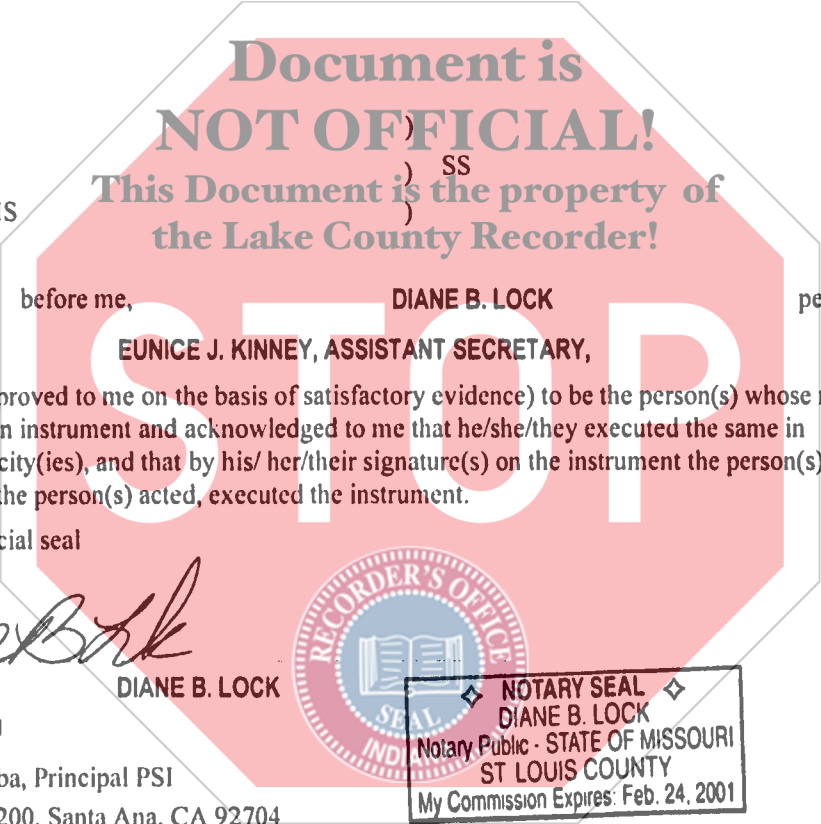 Document is
NOT OFFICIAL!
)
) SS
This Document is the property of
)
the Lake County Recorder!
before me, DIANE B. LOCK
EUNICE J. KINNEY, ASSISTANT SECRETARY,
proved to me on the basis of satisfactory evidence) to be the person(s) whose
n instrument and acknowledged to me that he/she/they executed the same in
city(ies), and that by his/ her/their signature(s) on the instrument the person(s)
the person(s) acted, executed the instrument.
cial seal
STOP
RECORDER'S OFFICE
SEAL
DIANE B. LOCK
NOTARY SEAL
DIANE B. LOCK
Notary Public - STATE OF MISSOURI
ST LOUIS COUNTY
My Commission Expires: Feb. 24, 2001
ba, Principal PSI
200, Santa Ana, CA 92704